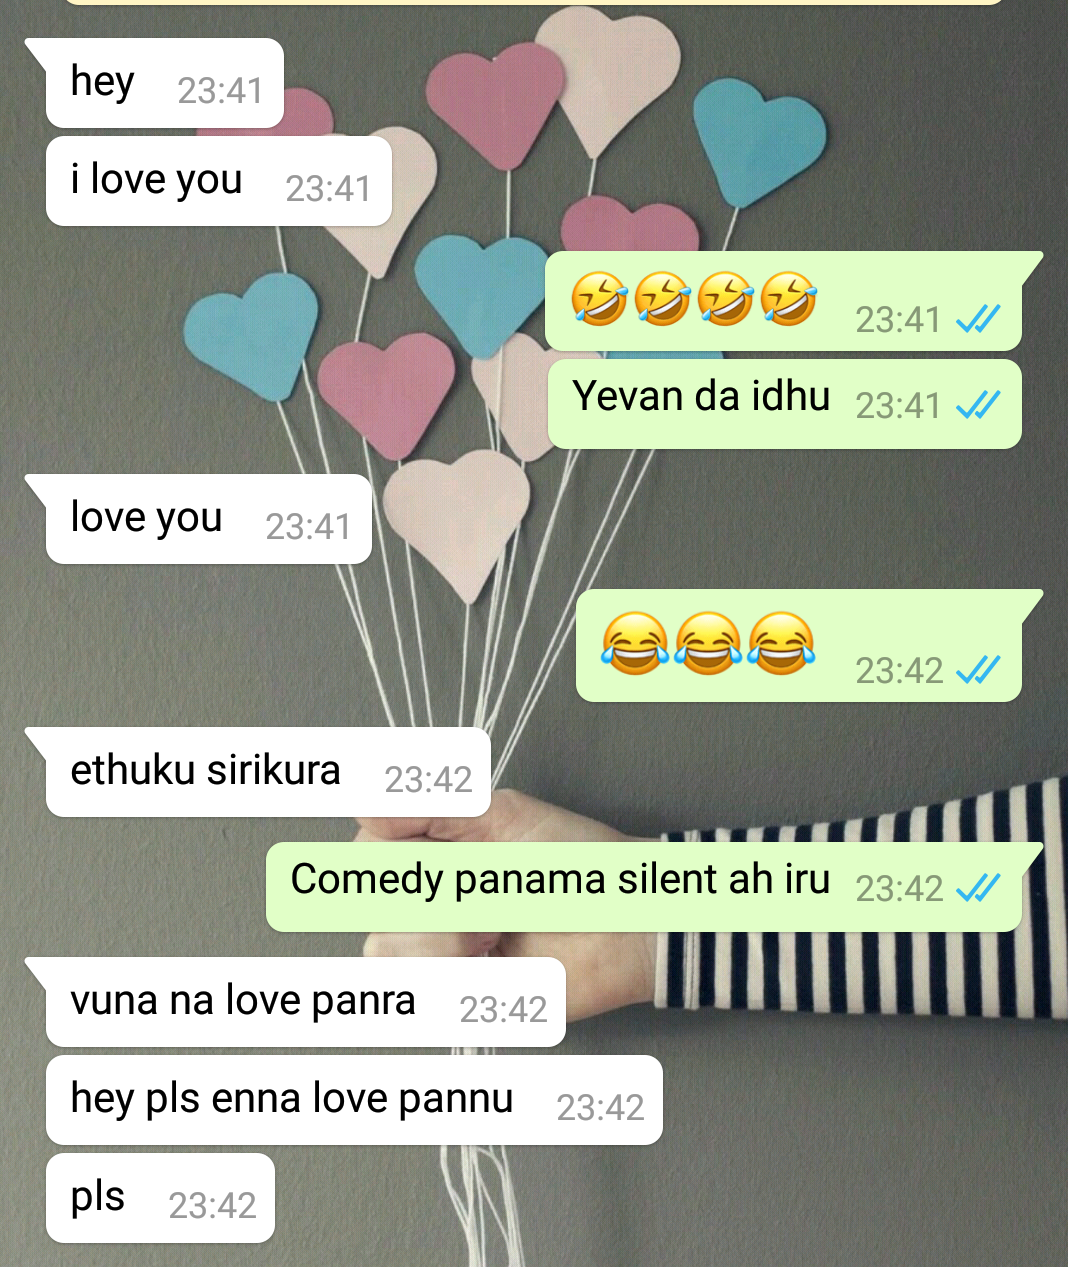 hey 23:41
i love you 23:41
🤣🤣🤣🤣 23:41
Yevan da idhu 23:41
love you 23:41
😂😂😂 23:42
ethuku sirikura 23:42
Comedy panama silent ah iru 23:42
vuna na love panra 23:42
hey pls enna love pannu 23:42
pls 23:42